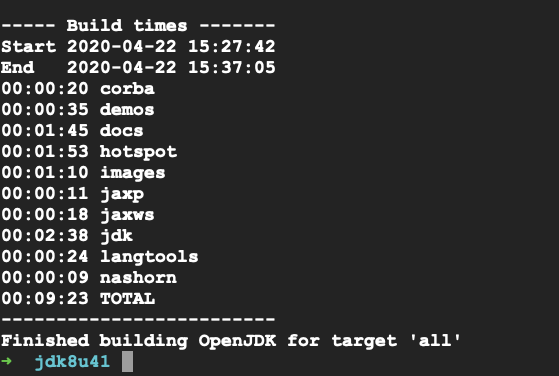 ----- Build times -------
Start 2020-04-22 15:27:42
End   2020-04-22 15:37:05
00:00:20 corba
00:00:35 demos
00:01:45 docs
00:01:53 hotspot
00:01:10 images
00:00:11 jaxp
00:00:18 jaxws
00:02:38 jdk
00:00:24 langtools
00:00:09 nashorn
00:09:23 TOTAL
-------------------------
Finished building OpenJDK for target 'all'
➜  jdk8u41